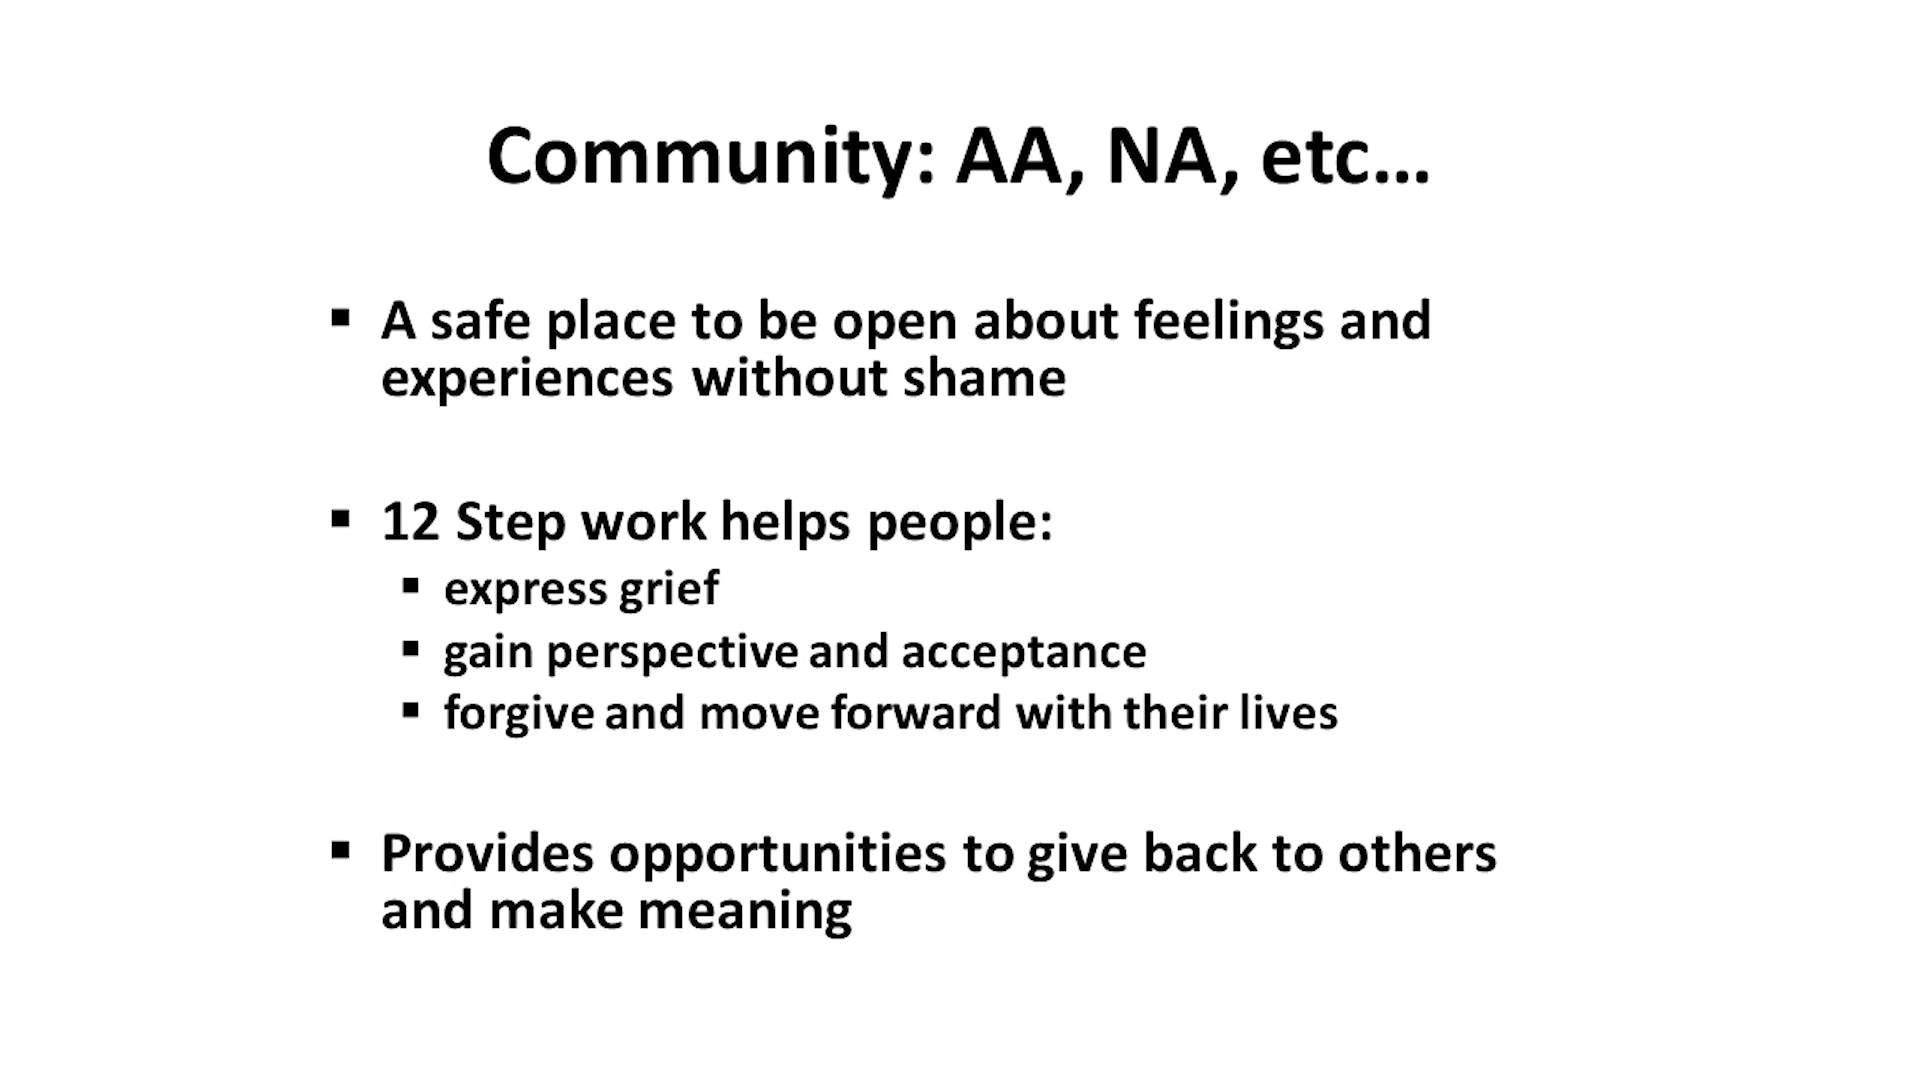 Community: AA, NA, etc...
▪ A safe place to be open about feelings and
experiences without shame
▪ 12 Step work helps people:
▪ express grief
▪ gain perspective and acceptance
▪ forgive and move forward with their lives
▪ Provides opportunities to give back to others
and make meaning